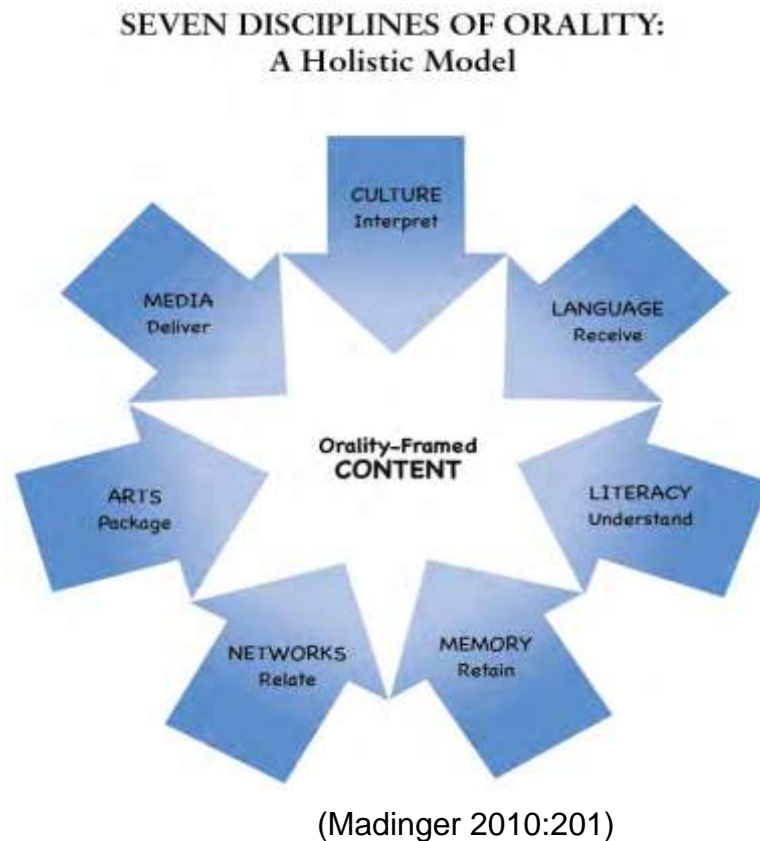 SEVEN DISCIPLINES OF ORALITY:
A Holistic Model
CULTURE
Interpret
LANGUAGE
Receive
LITERACY
Understand
MEMORY
Retain
NETWORKS
Relate
ARTS
Package
MEDIA
Deliver
Orality-Framed
CONTENT
(Madinger 2010:201)